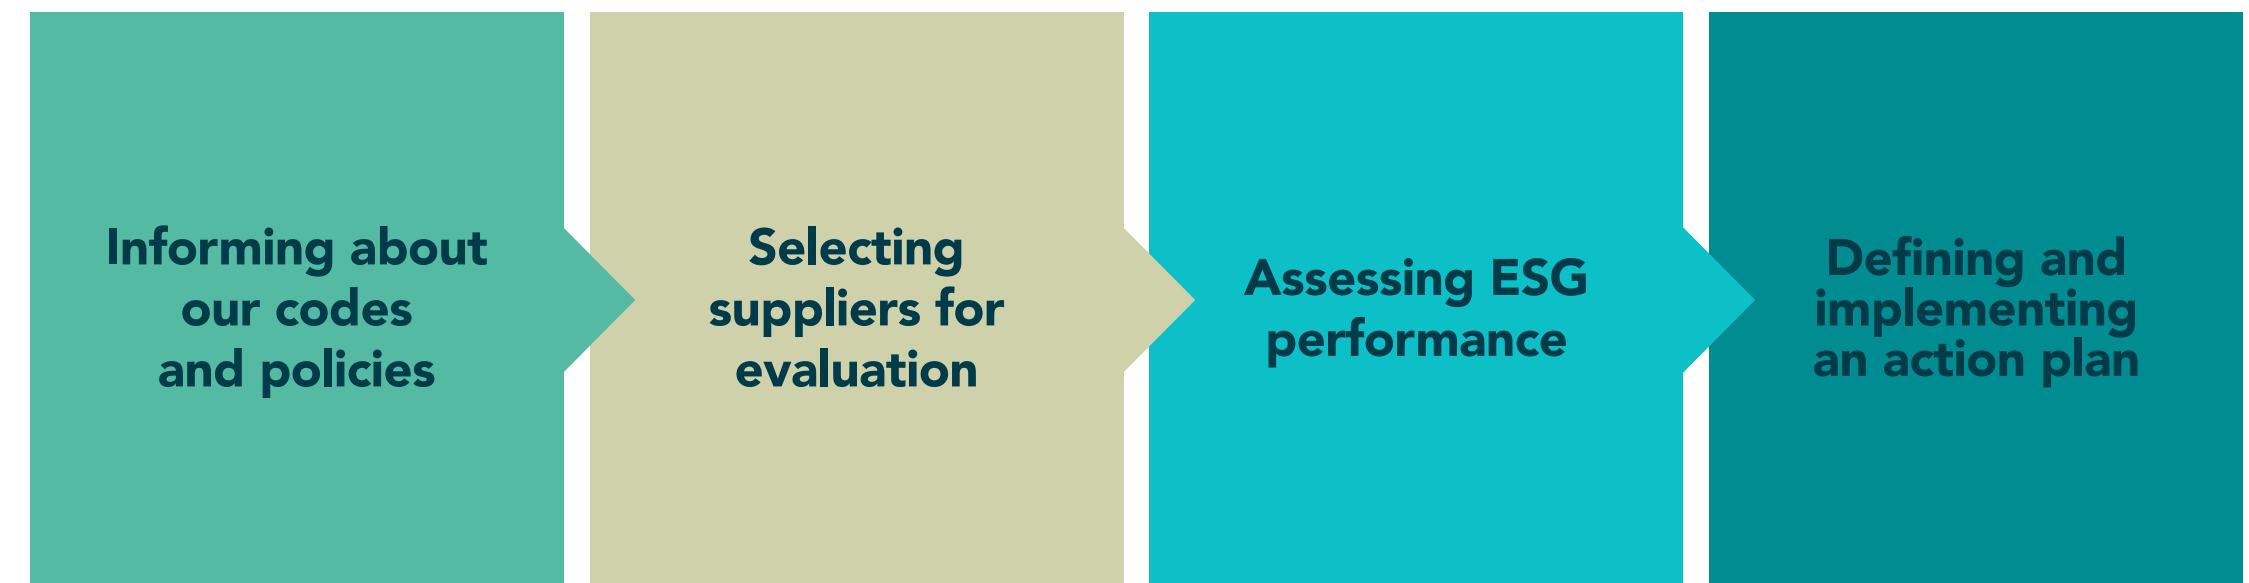 Informing about
our codes
and policies
Selecting
suppliers for
evaluation
Assessing ESG
performance
Defining and
implementing
an action plan